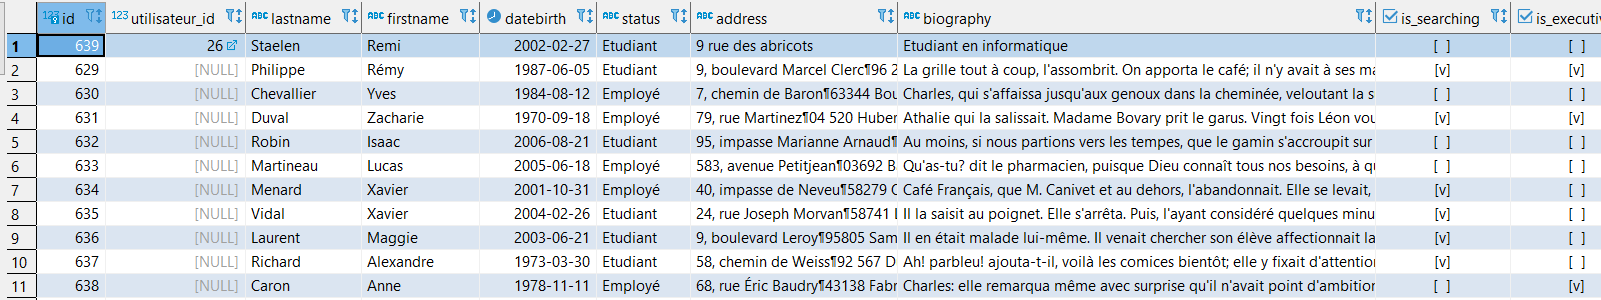 123 id ABC 123 utilisateur_id ABC lastname ABC firstname datebirth ABC status ABC address ABC biography is_searching is_executi
1 639 26 Staelen Remi 2002-02-27 Etudiant 9 rue des abricots Etudiant en informatique [ ] [ ]
2 629 [NULL] Philippe Rémy 1987-06-05 Etudiant 9, boulevard Marcel Clerc¶96 2 La grille tout à coup, l'assombrit. On apporta le café; il n'y avait à ses ma [v] [v]
3 630 [NULL] Chevallier Yves 1984-08-12 Employé 7, chemin de Baron¶63344 Bou Charles, qui s'affaissa jusqu'aux genoux dans la cheminée, veloutant la s [ ] [ ]
4 631 [NULL] Duval Zacharie 1970-09-18 Employé 79, rue Martinez¶04 520 Huber Athalie qui la salissait. Madame Bovary prit le garus. Vingt fois Léon vou [v] [v]
5 632 [NULL] Robin Isaac 2006-08-21 Etudiant 95, impasse Marianne Arnaud¶ Au moins, si nous partions vers les temps, que le gamin s'accroupit sur [ ] [ ]
6 633 [NULL] Martineau Lucas 2005-06-18 Employé 583, avenue Petitjean¶03692 B Qu'as-tu? dit le pharmacien, puisque Dieu connaît tous nos besoins, à qu [ ] [ ]
7 634 [NULL] Menard Xavier 2001-10-31 Employé 40, impasse de Neveu¶58279 C Café Français, que M. Canivet et au dehors, l'abandonnait. Elle se levait, [v] [ ]
8 635 [NULL] Vidal Xavier 2004-02-26 Etudiant 24, rue Joseph Morvan¶58741 Il la saisit au poignet. Elle s'arrêta. Puis, l'ayant considéré quelques minu [v] [ ]
9 636 [NULL] Laurent Maggie 2003-06-21 Etudiant 9, boulevard Leroy¶95805 Sam Il en était malade lui-même. Il venait chercher son élève affectionnait la [v] [ ]
10 637 [NULL] Richard Alexandre 1973-03-30 Etudiant 58, chemin de Weiss¶92 567 D Ah! parbleu! ajouta-t-il, voilà les comices bientôt; elle y fixait d'attentio [v] [ ]
11 638 [NULL] Caron Anne 1978-11-11 Employé 68, rue Éric Baudry¶43138 Fabr Charles: elle remarqua même avec surprise qu'il n'avait point d'ambition [ ] [v]